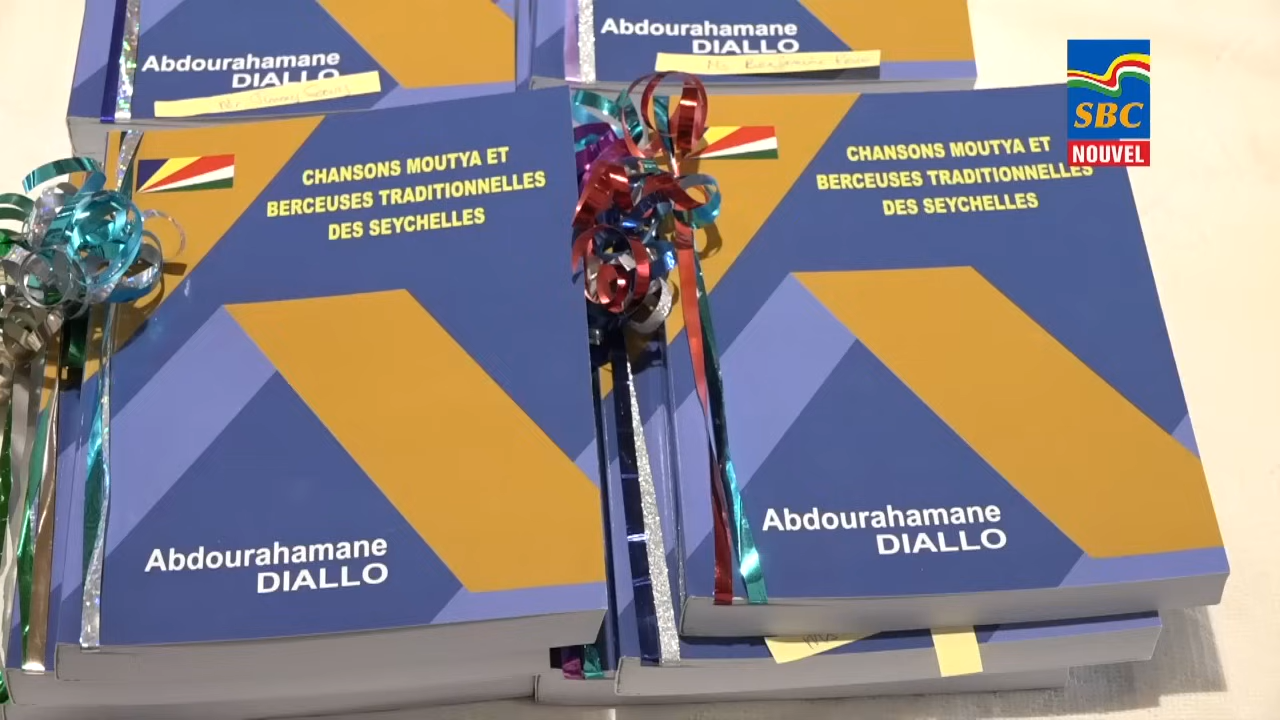 Abdourahamane
DIALLO
Abdourahamane
DIALLO
SBC
NOUVEL
CHANSONS MOUTYA ET
BERCEUSES TRADITIONNELLES
DES SEYCHELLES
Abdourahamane
DIALLO
CHANSONS MOUTYA ET
BERCEUSES TRADITIONNELLES
DES SEYCHELLES
Abdourahamane
DIALLO